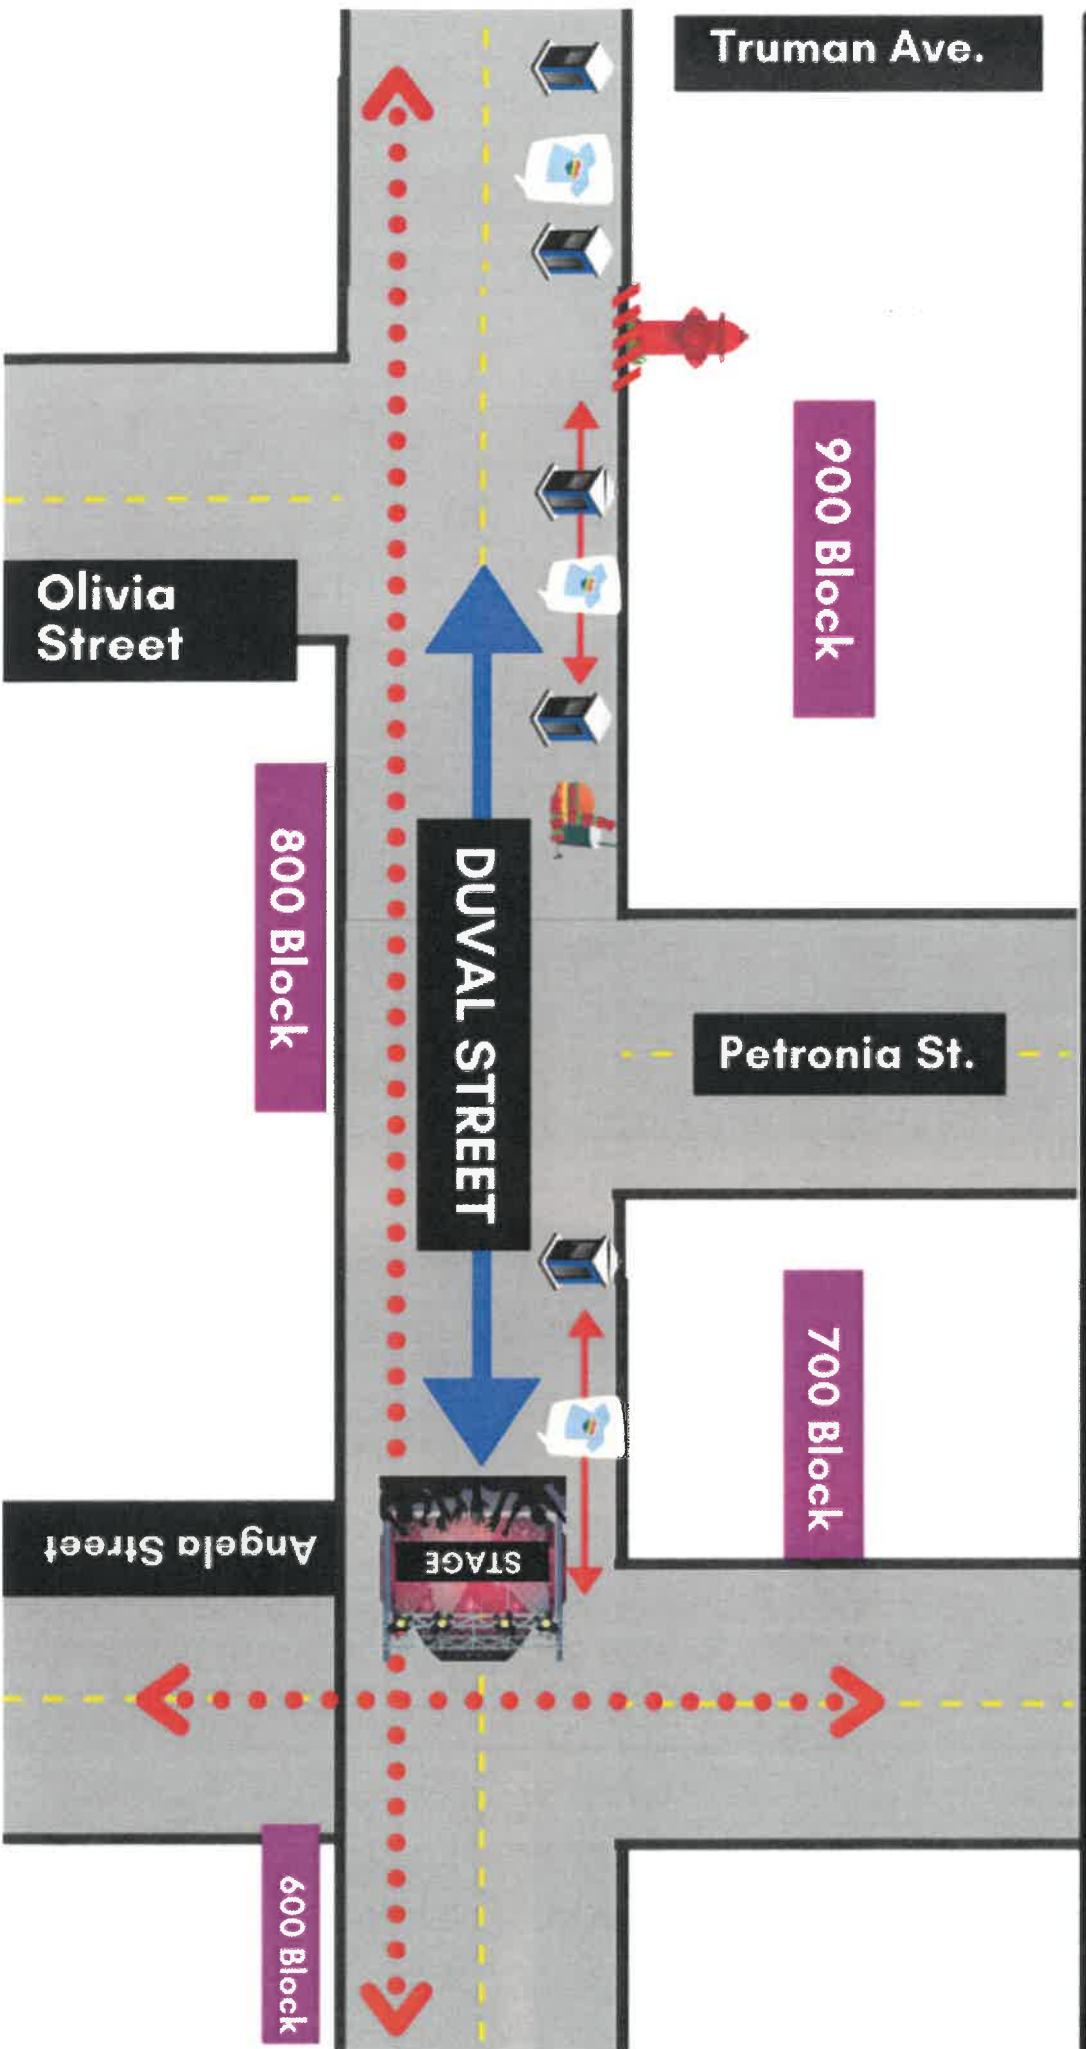 Truman Ave.
900 Block
Olivia
Street
800 Block
DUVAL STREET
Petronia St.
700 Block
Angela Street
STAGE
600 Block